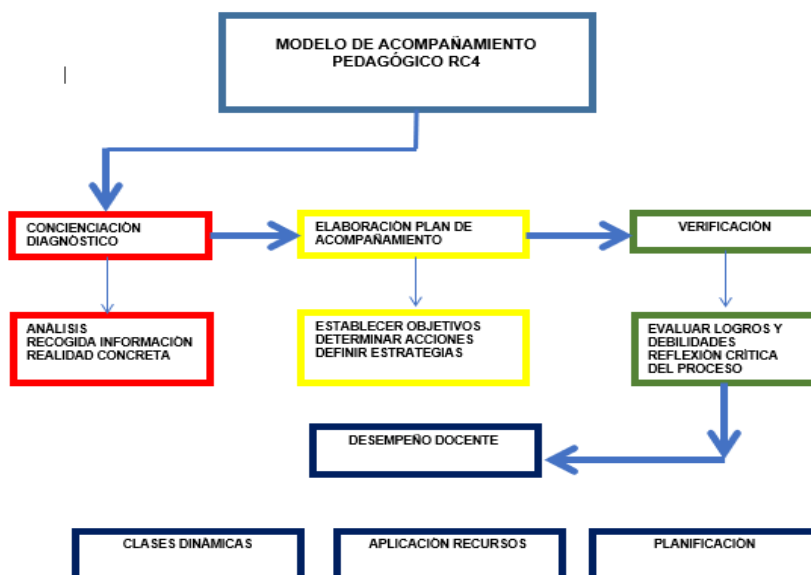 MODELO DE ACOMPAÑAMIENTO
PEDAGÓGICO RC4
CONCIENCIACIÓN
DIAGNÓSTICO
ELABORACIÓN PLAN DE
ACOMPAÑAMIENTO
VERIFICACIÓN
ANÁLISIS
RECOGIDA INFORMACIÓN
REALIDAD CONCRETA
ESTABLECER OBJETIVOS
DETERMINAR ACCIONES
DEFINIR ESTRATEGIAS
EVALUAR LOGROS Y
DEBILIDADES
REFLEXIÓN CRÍTICA
DEL PROCESO
DESEMPEÑO DOCENTE
CLASES DINÁMICAS
APLICACIÓN RECURSOS
PLANIFICACIÓN